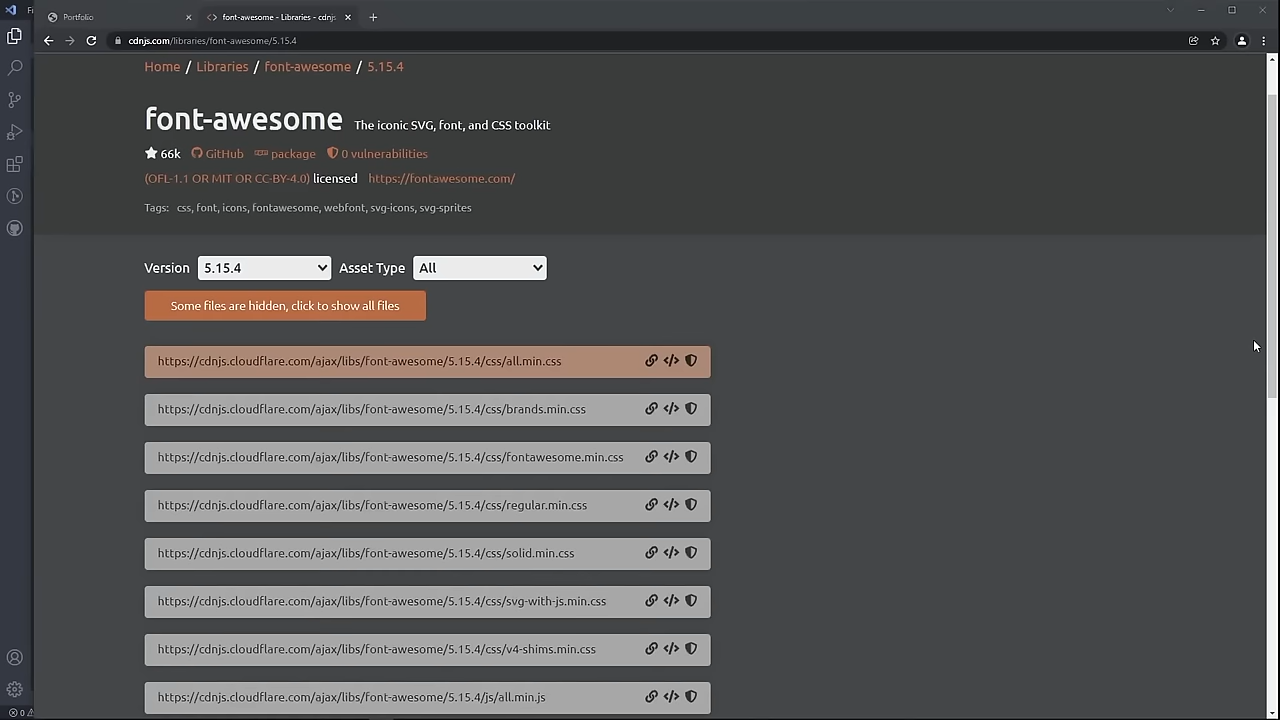 Portfolio
font-awesome - Libraries - cdnjs
cdnjs.com/libraries/font-awesome/5.15.4
Home / Libraries / font-awesome / 5.15.4
font-awesome The iconic SVG, font, and CSS toolkit
66k GitHub package 0 vulnerabilities
(OFL-1.1 OR MIT OR CC-BY-4.0) licensed https://fontawesome.com/
Tags: css, font, icons, fontawesome, webfont, svg-icons, svg-sprites
Version 5.15.4 Asset Type All
Some files are hidden, click to show all files
https://cdnjs.cloudflare.com/ajax/libs/font-awesome/5.15.4/css/all.min.css
https://cdnjs.cloudflare.com/ajax/libs/font-awesome/5.15.4/css/brands.min.css
https://cdnjs.cloudflare.com/ajax/libs/font-awesome/5.15.4/css/fontawesome.min.css
https://cdnjs.cloudflare.com/ajax/libs/font-awesome/5.15.4/css/regular.min.css
https://cdnjs.cloudflare.com/ajax/libs/font-awesome/5.15.4/css/solid.min.css
https://cdnjs.cloudflare.com/ajax/libs/font-awesome/5.15.4/css/svg-with-js.min.css
https://cdnjs.cloudflare.com/ajax/libs/font-awesome/5.15.4/css/v4-shims.min.css
https://cdnjs.cloudflare.com/ajax/libs/font-awesome/5.15.4/js/all.min.js
0